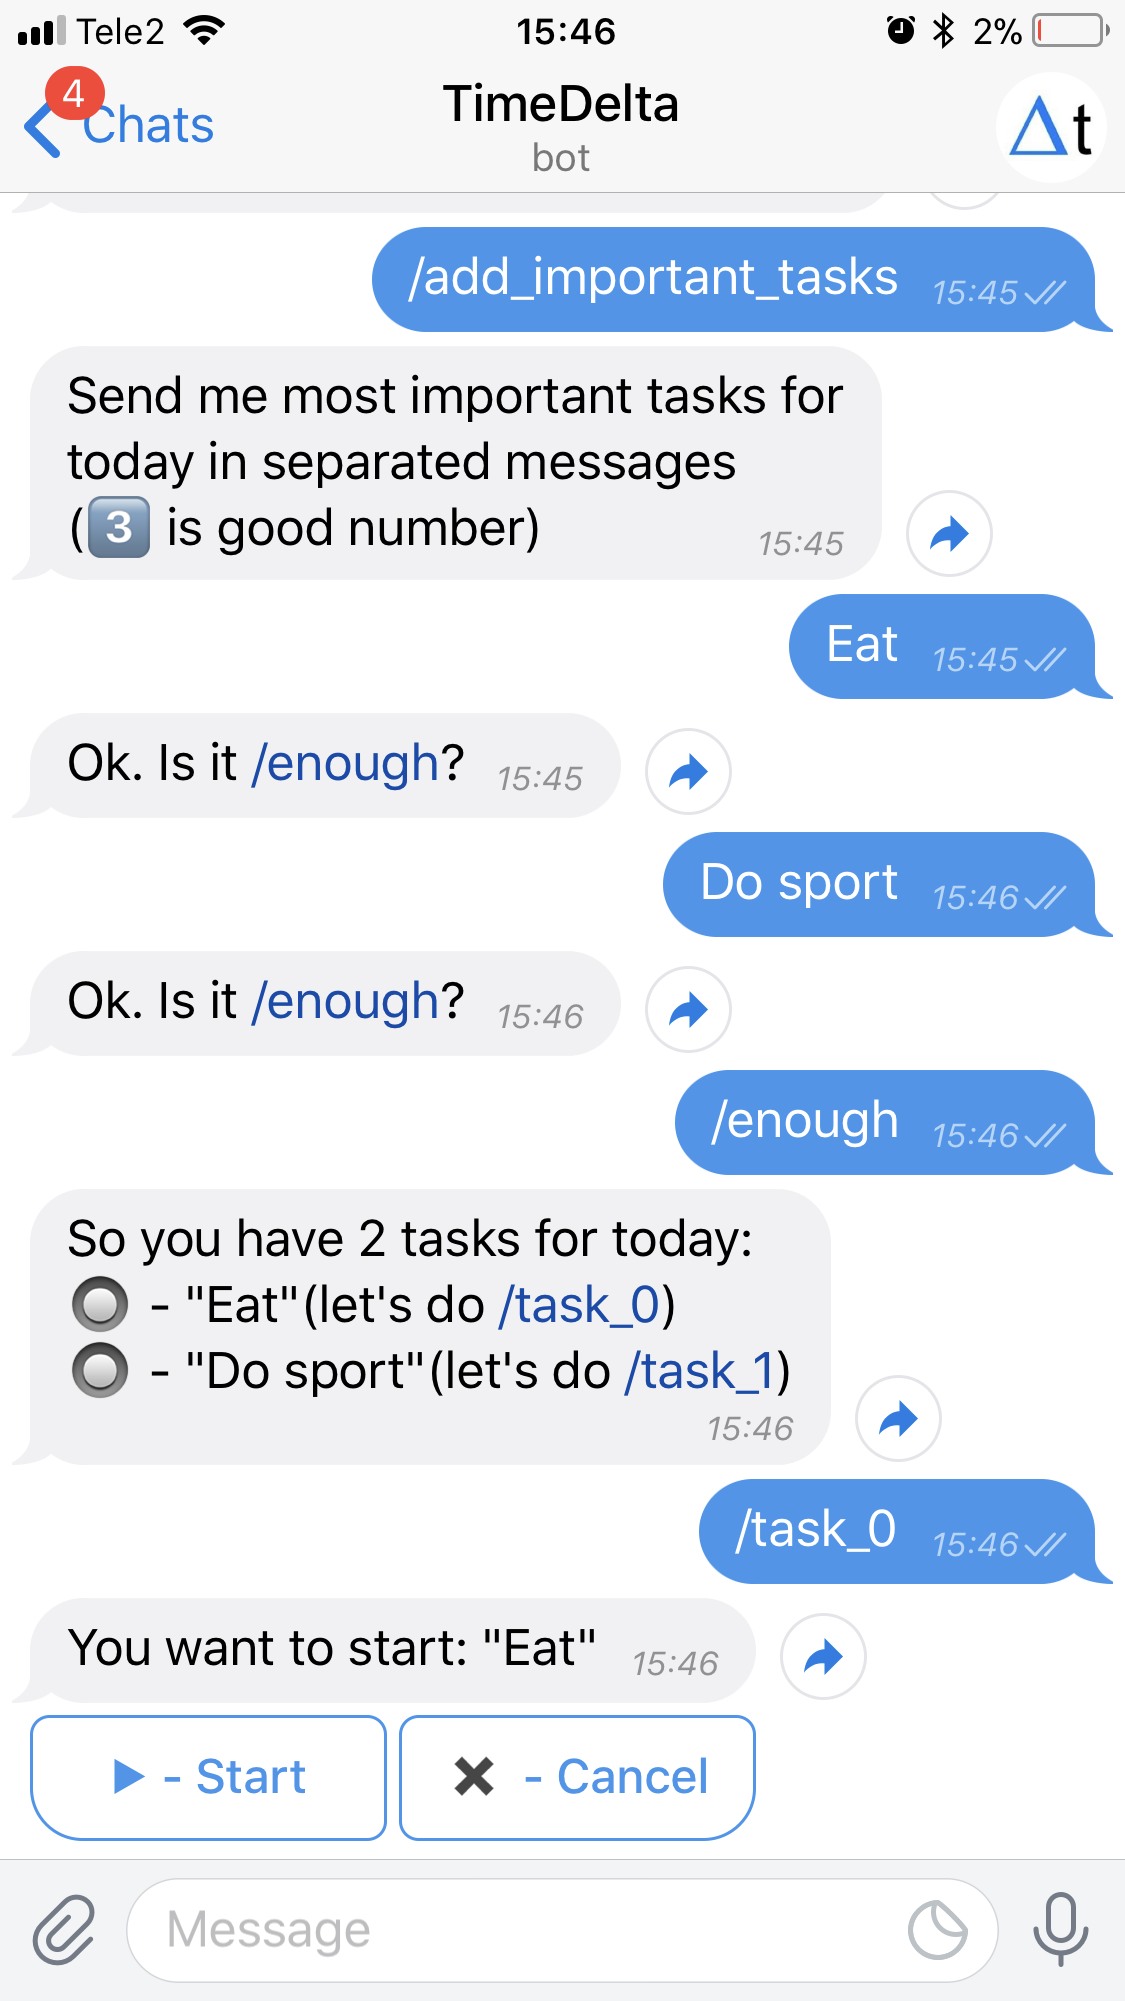 Tele2 15:46 2%
4
Chats
TimeDelta
bot
Δt
/add_important_tasks 15:45
Send me most important tasks for
today in separated messages
(3️⃣ is good number) 15:45
Eat 15:45
Ok. Is it /enough? 15:45
Do sport 15:46
Ok. Is it /enough? 15:46
/enough 15:46
So you have 2 tasks for today:
🔘 - "Eat"(let's do /task_0)
🔘 - "Do sport"(let's do /task_1)
15:46
/task_0 15:46
You want to start: "Eat" 15:46
▶ - Start
✖ - Cancel
Message